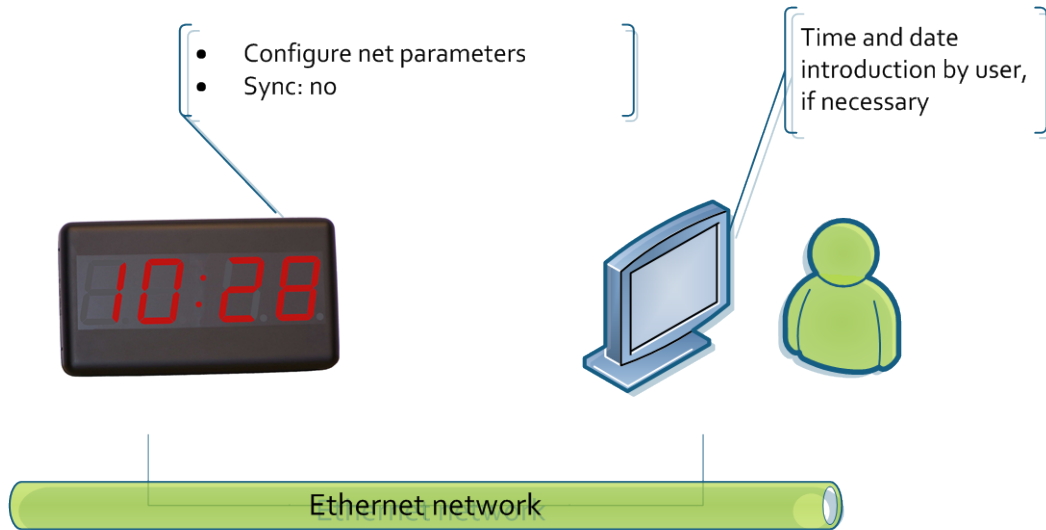 • Configure net parameters
• Sync: no
Time and date
introduction by user,
if necessary
10:28
Ethernet network